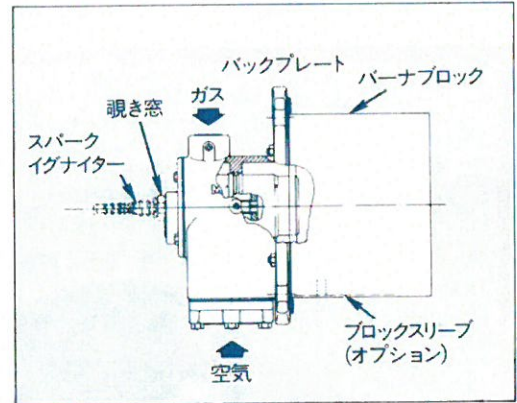 バックプレート
バーナブロック
ガス
覗き窓
スパーク
イグナイター
ブロックスリーブ
(オプション)
空気